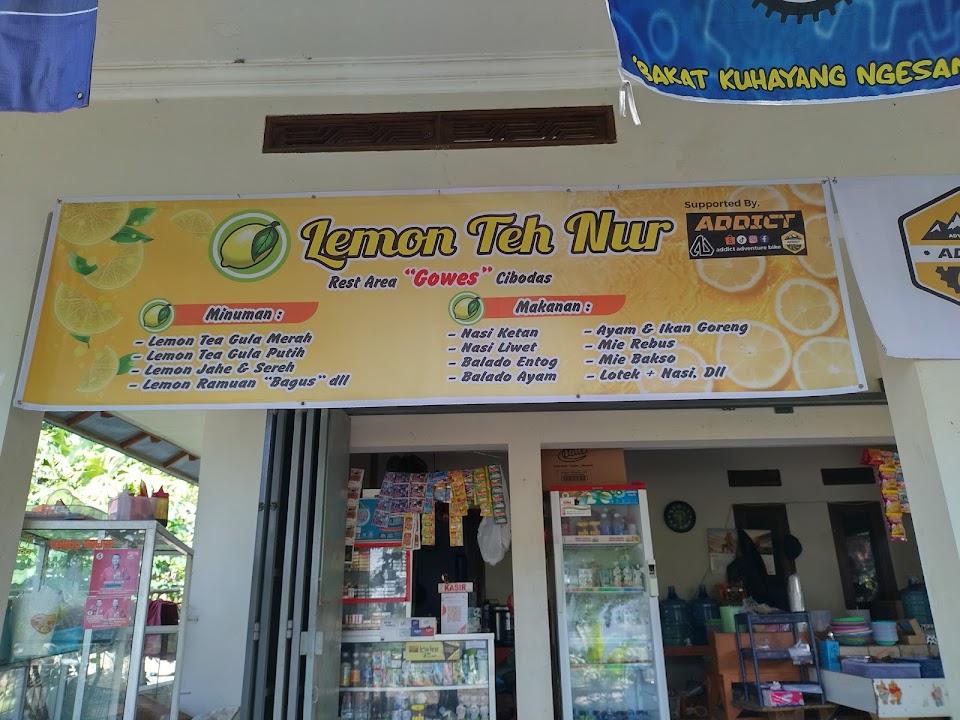 'BAKAT KUHAYANG NGESAN
Lemon Teh Nur
Rest Area "Gowes" Cibodas
Supported By.
ADDICT
addict adventure bike
Minuman :
- Lemon Tea Gula Merah
- Lemon Tea Gula Putih
- Lemon Jahe & Sereh
- Lemon Ramuan "Bagus" dll
Makanan :
- Nasi Ketan
- Nasi Liwet
- Balado Entog
- Balado Ayam
- Ayam & Ikan Goreng
- Mie Rebus
- Mie Bakso
- Lotek + Nasi. Dll
KASIR